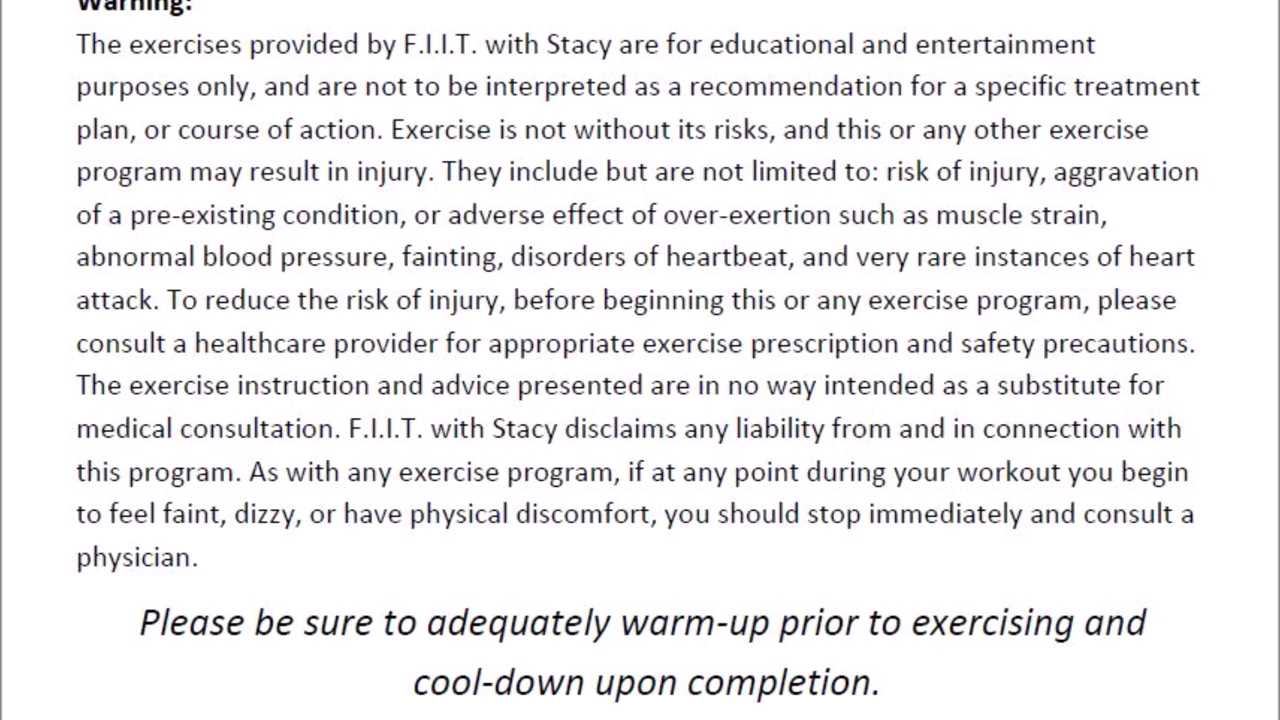 Warning:
The exercises provided by F.I.I.T. with Stacy are for educational and entertainment
purposes only, and are not to be interpreted as a recommendation for a specific treatment
plan, or course of action. Exercise is not without its risks, and this or any other exercise
program may result in injury. They include but are not limited to: risk of injury, aggravation
of a pre-existing condition, or adverse effect of over-exertion such as muscle strain,
abnormal blood pressure, fainting, disorders of heartbeat, and very rare instances of heart
attack. To reduce the risk of injury, before beginning this or any exercise program, please
consult a healthcare provider for appropriate exercise prescription and safety precautions.
The exercise instruction and advice presented are in no way intended as a substitute for
medical consultation. F.I.I.T. with Stacy disclaims any liability from and in connection with
this program. As with any exercise program, if at any point during your workout you begin
to feel faint, dizzy, or have physical discomfort, you should stop immediately and consult a
physician.
Please be sure to adequately warm-up prior to exercising and
cool-down upon completion.